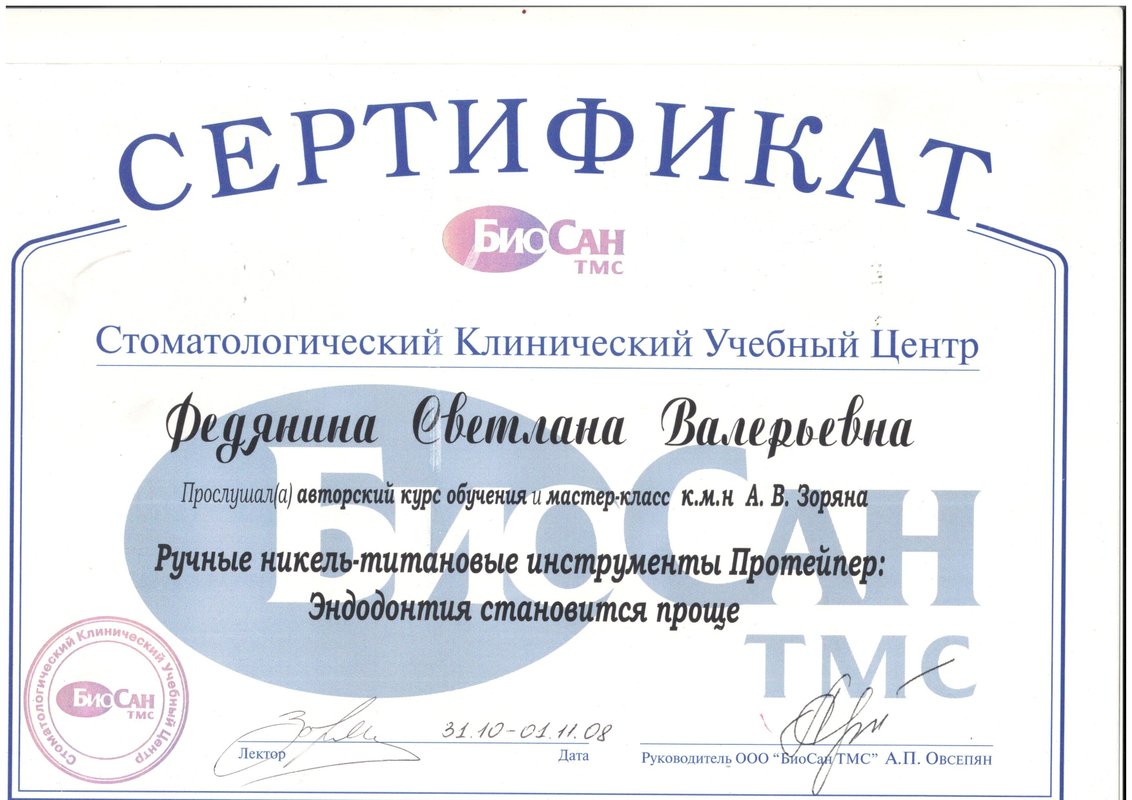 СЕРТИФИКАТ
БиоСан
ТМС
Стоматологический Клинический Учебный Центр
Федянина Светлана Валерьевна
Прослушал(а) авторский курс обучения и мастер-класс к.м.н А. В. Зоряна
Ручные никель-титановые инструменты Протейпер:
Эндодонтия становится проще
БиоСан
ТМС
Стоматологический Клинический Учебный Центр
БиоСан
ТМС
31.10-01.11.08
Лектор
Дата
Руководитель ООО "БиоСан ТМС" А.П. Овсепян